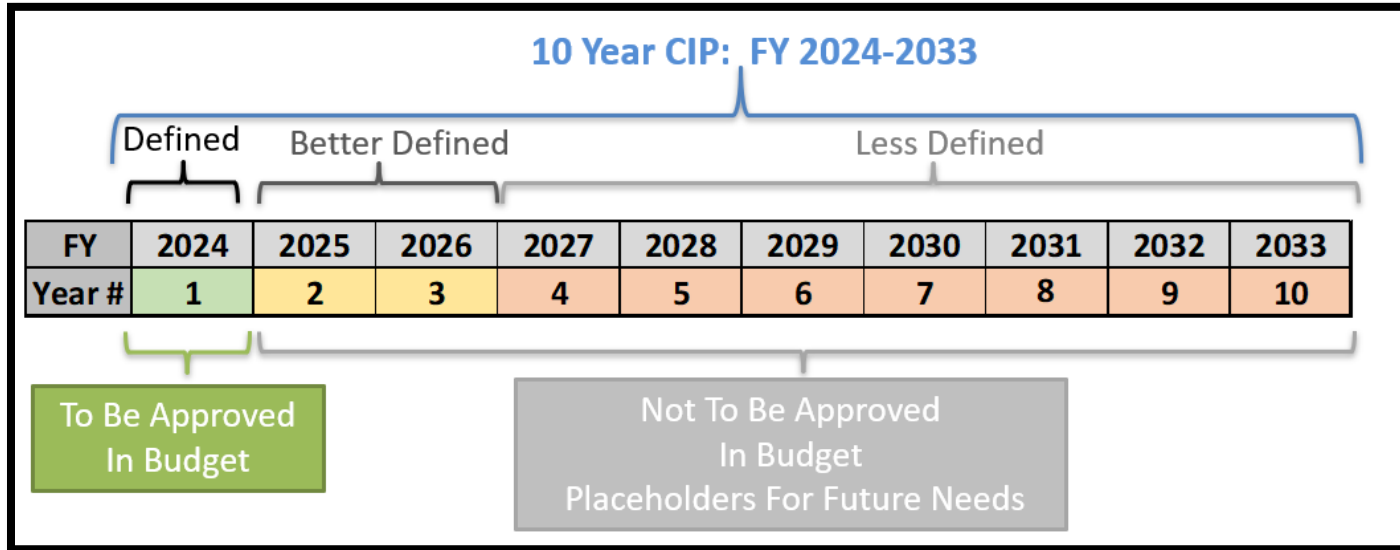 10 Year CIP: FY 2024-2033
Defined Better Defined Less Defined
FY 2024 2025 2026 2027 2028 2029 2030 2031 2032 2033
Year # 1 2 3 4 5 6 7 8 9 10
To Be Approved
In Budget
Not To Be Approved
In Budget
Placeholders For Future Needs